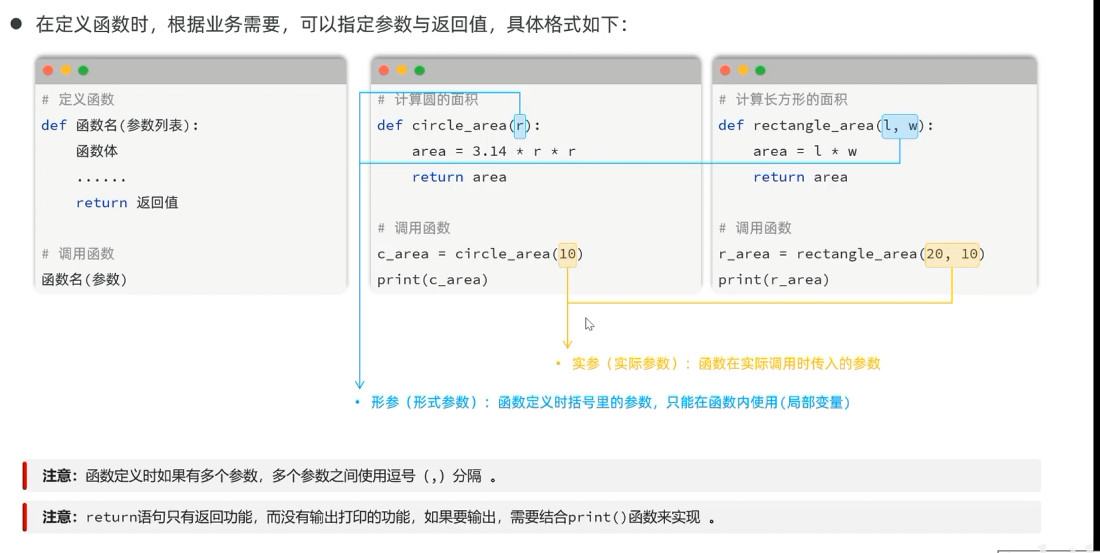 在定义函数时，根据业务需要，可以指定参数与返回值，具体格式如下：
# 定义函数
def 函数名(参数列表):
函数体
......
return 返回值
# 调用函数
函数名(参数)
# 计算圆的面积
def circle_area(r):
area = 3.14 * r * r
return area
# 调用函数
c_area = circle_area(10)
print(c_area)
# 计算长方形的面积
def rectangle_area(l, w):
area = l * w
return area
# 调用函数
r_area = rectangle_area(20, 10)
print(r_area)
• 实参（实际参数）：函数在实际调用时传入的参数
• 形参（形式参数）：函数定义时括号里的参数，只能在函数内使用(局部变量)
注意：函数定义时如果有多个参数，多个参数之间使用逗号（,）分隔 。
注意：return语句只有返回功能，而没有输出打印的功能，如果要输出，需要结合print()函数来实现 。